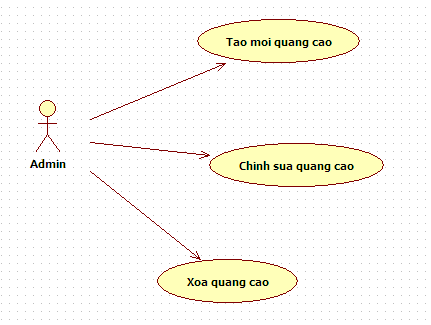 Tao moi quang cao
Admin
Chinh sua quang cao
Xoa quang cao